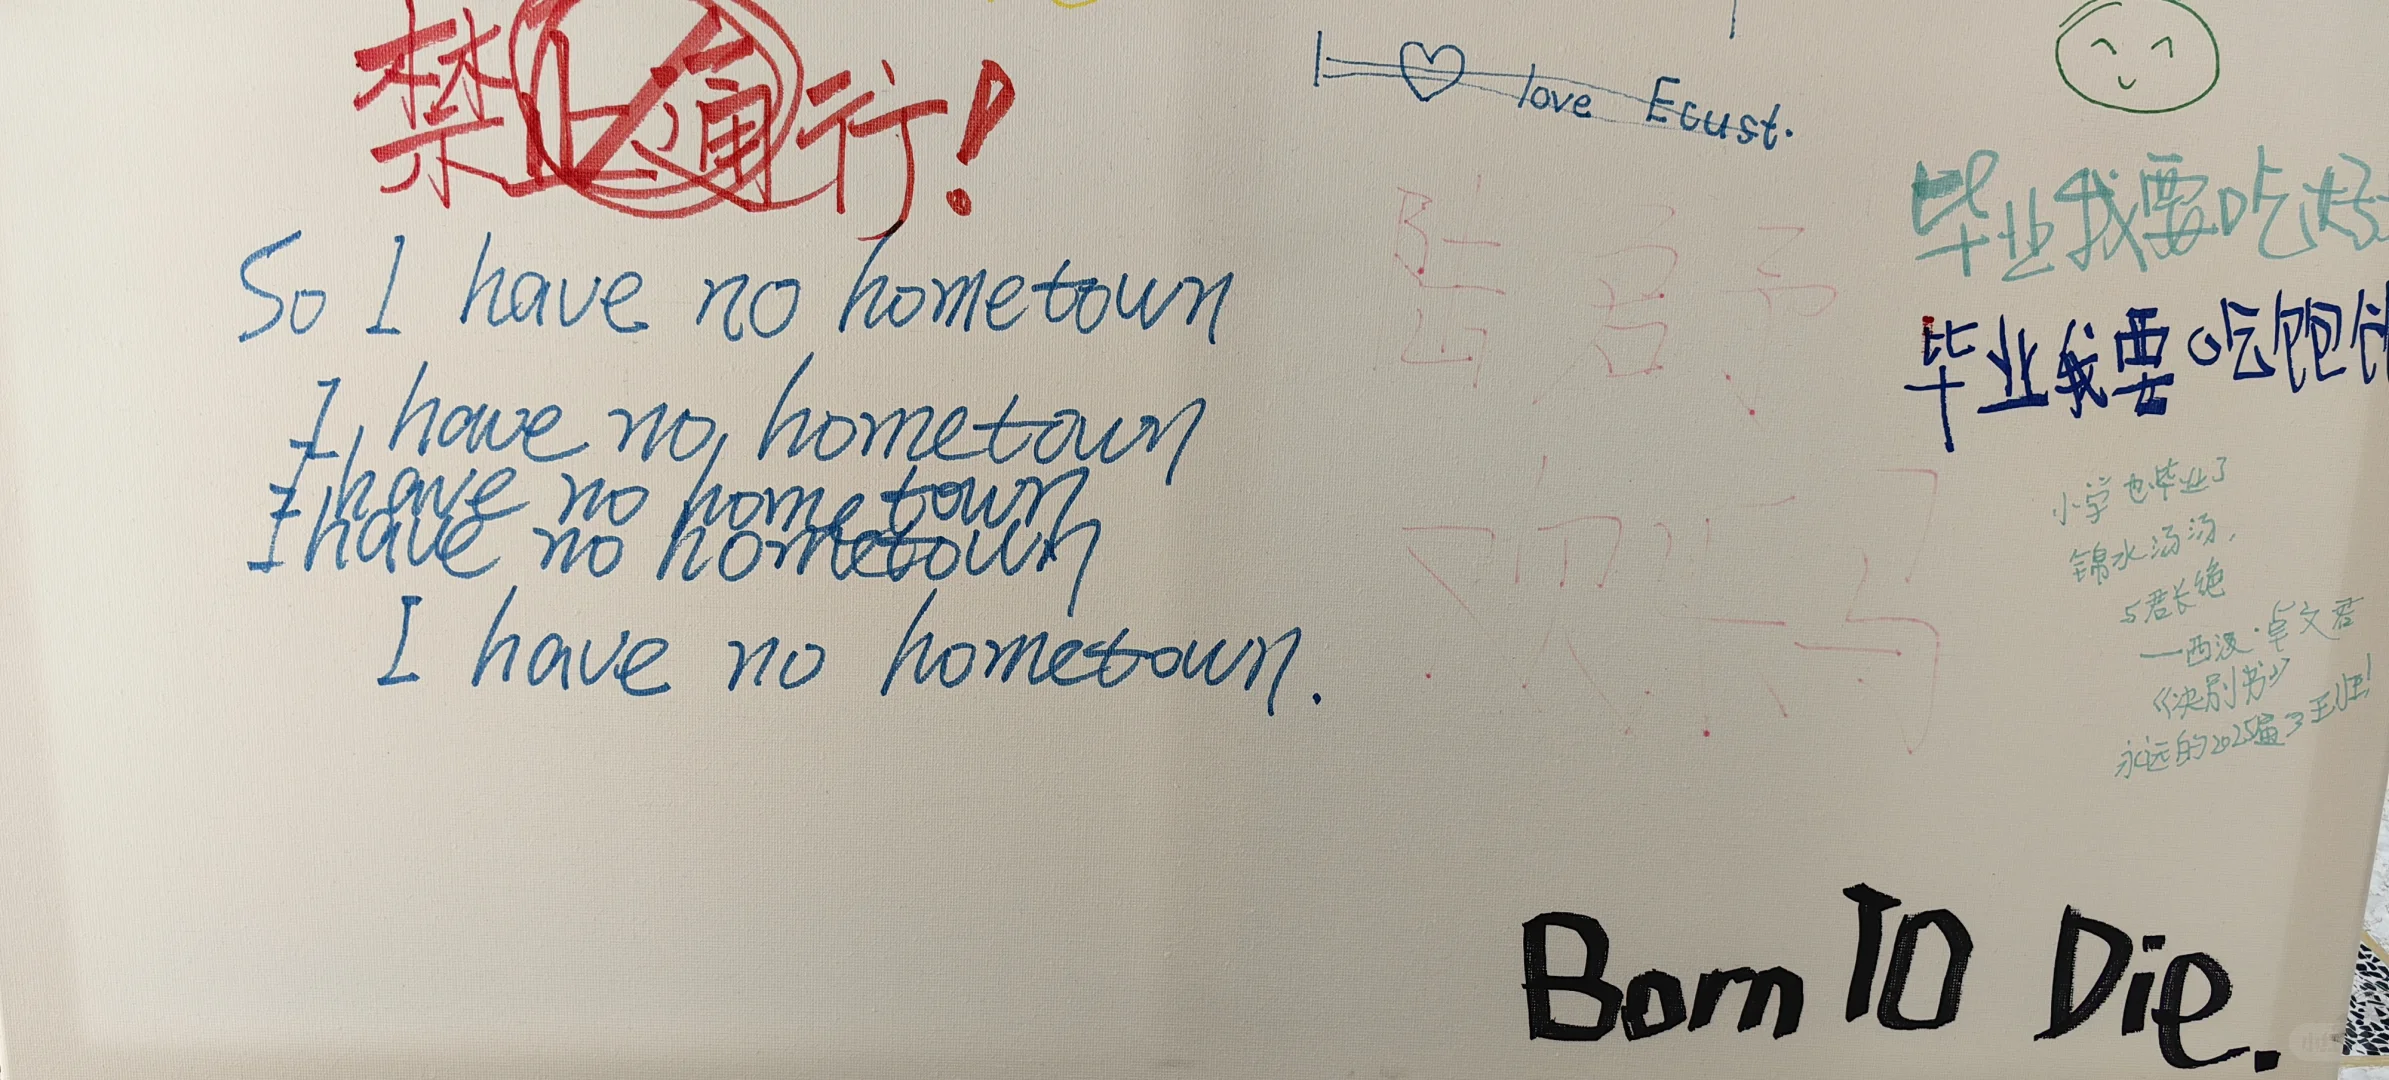 禁止通行!
I love Ecust.
So I have no hometown
I have no hometown
I have no hometown
I have no hometown
I have no hometown.
毕业我要吃好
毕业我要吃饱饱
小学也毕业了
锦水汤汤,
与君长绝
—西汉·卓文君
《决别书》
永远的2025届3
Born TO Die.